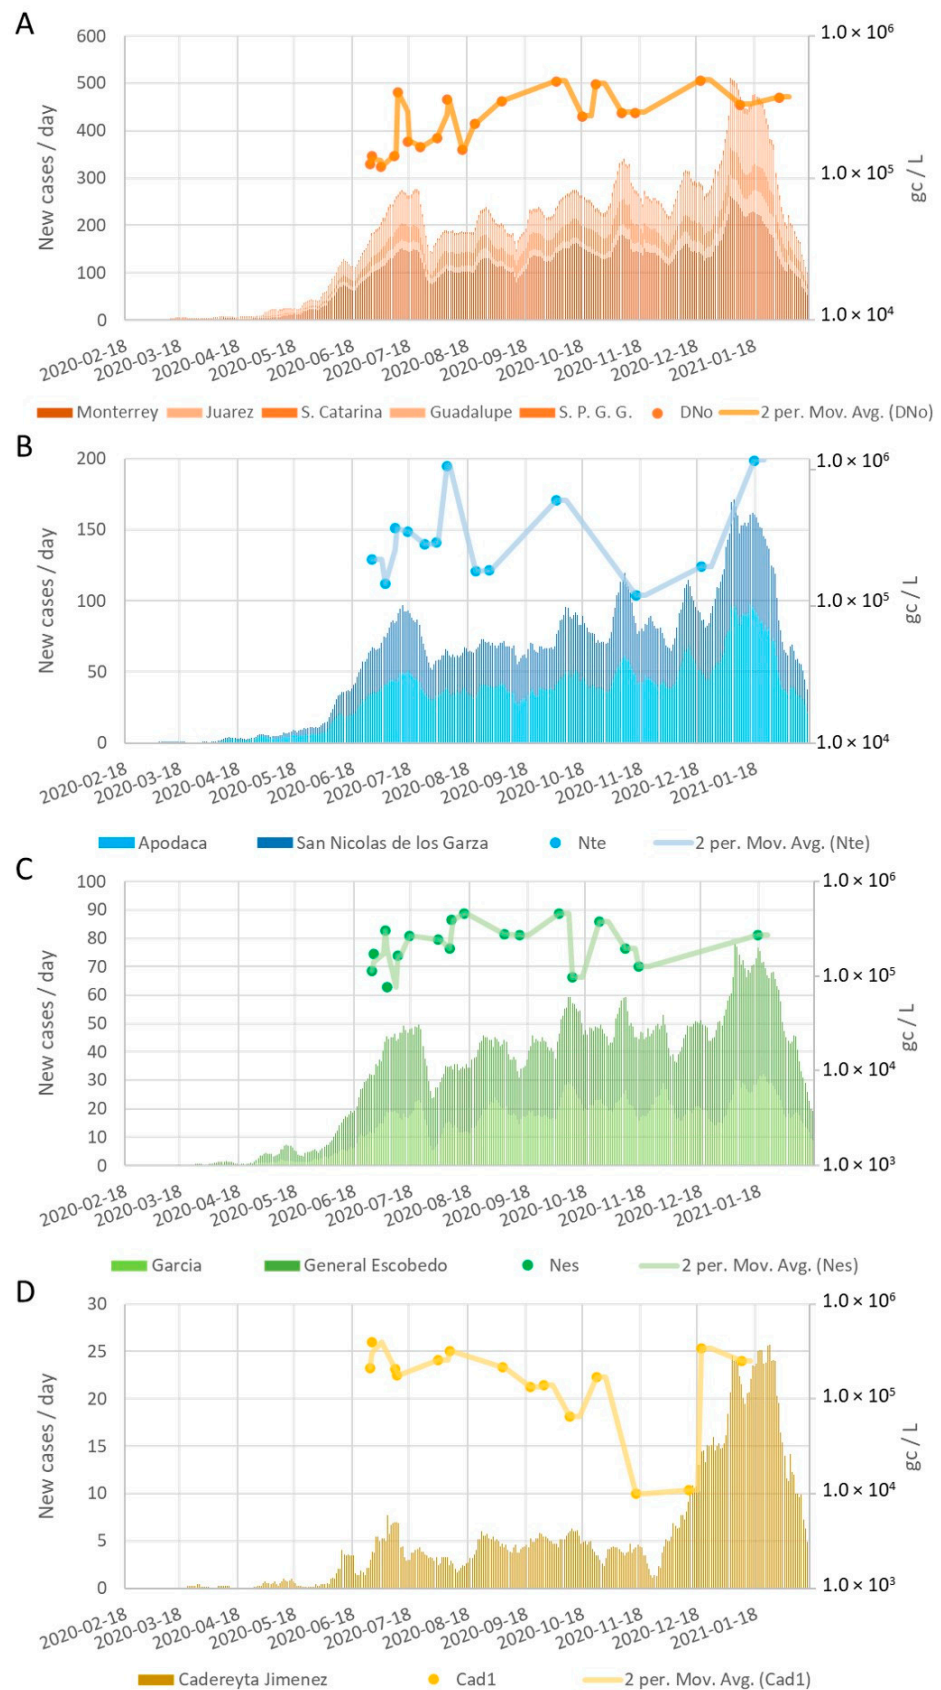 A
600
500
400
300
200
100
0
New cases / day
1.0 × 10⁶
1.0 × 10⁵
1.0 × 10⁴
gc / L
2020-02-18
2020-03-18
2020-04-18
2020-05-18
2020-06-18
2020-07-18
2020-08-18
2020-09-18
2020-10-18
2020-11-18
2020-12-18
2021-01-18
Monterrey Juarez S. Catarina Guadalupe S. P. G. G. DNo 2 per. Mov. Avg. (DNo)
B
200
150
100
50
0
New cases / day
1.0 × 10⁶
1.0 × 10⁵
1.0 × 10⁴
gc / L
2020-02-18
2020-03-18
2020-04-18
2020-05-18
2020-06-18
2020-07-18
2020-08-18
2020-09-18
2020-10-18
2020-11-18
2020-12-18
2021-01-18
Apodaca San Nicolas de los Garza Nte 2 per. Mov. Avg. (Nte)
C
100
90
80
70
60
50
40
30
20
10
0
New cases / day
1.0 × 10⁶
1.0 × 10⁵
1.0 × 10⁴
1.0 × 10³
gc / L
2020-02-18
2020-03-18
2020-04-18
2020-05-18
2020-06-18
2020-07-18
2020-08-18
2020-09-18
2020-10-18
2020-11-18
2020-12-18
2021-01-18
Garcia General Escobedo Nes 2 per. Mov. Avg. (Nes)
D
30
25
20
15
10
5
0
New cases / day
1.0 × 10⁶
1.0 × 10⁵
1.0 × 10⁴
1.0 × 10³
gc / L
2020-02-18
2020-03-18
2020-04-18
2020-05-18
2020-06-18
2020-07-18
2020-08-18
2020-09-18
2020-10-18
2020-11-18
2020-12-18
2021-01-18
Cadereyta Jimenez Cad1 2 per. Mov. Avg. (Cad1)